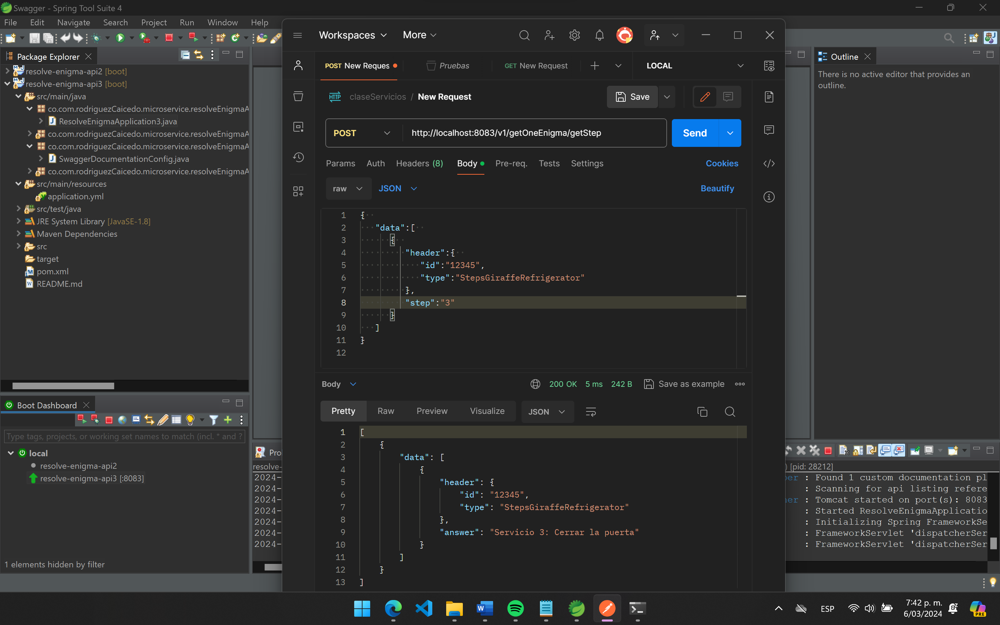 Swagger - Spring Tool Suite 4
File Edit Navigate Search Project Run Window Help
Package Explorer
resolve-enigma-api2 [boot]
resolve-enigma-api3 [boot]
src/main/java
co.com.rodriguezCaicedo.microservice.resolveEnigmaA
ResolveEnigmaApplication3.java
co.com.rodriguezCaicedo.microservice.resolveEnigmaA
co.com.rodriguezCaicedo.microservice.resolveEnigmaA
SwaggerDocumentationConfig.java
co.com.rodriguezCaicedo.microservice.resolveEnigmaA
src/main/resources
application.yml
src/test/java
JRE System Library [JavaSE-1.8]
Maven Dependencies
src
target
pom.xml
README.md
Boot Dashboard
Type tags, projects, or working set names to match (incl. * and ?
local
resolve-enigma-api2
resolve-enigma-api3 [:8083]
1 elements hidden by filter
Workspaces More
POST New Reques Pruebas GET New Request LOCAL
HTTP claseServicios / New Request Save
POST http://localhost:8083/v1/getOneEnigma/getStep Send
Params Auth Headers (8) Body Pre-req. Tests Settings Cookies
raw JSON Beautify
1 {
2 "data":[
3 {
4 "header":{
5 "id":"12345",
6 "type":"StepsGiraffeRefrigerator"
7 },
8 "step":"3"
9 }
10 ]
11 }
12
Body 200 OK 5 ms 242 B Save as example
Pretty Raw Preview Visualize JSON
1 [
2 {
3 "data": [
4 {
5 "header": {
6 "id": "12345",
7 "type": "StepsGiraffeRefrigerator"
8 },
9 "answer": "Servicio 3: Cerrar la puerta"
10 }
11 ]
12 }
13 ]
Outline
There is no active editor that provides an
outline.
Pro
resolve-
2024-
2024-
2024-
2024-
2024-
2024-
2024-
) [pid: 28212]
er : Found 1 custom documentation pl
: Scanning for api listing refere
er : Tomcat started on port(s): 8083
: Started ResolveEnigmaApplicatio
: Initializing Spring FrameworkSe
: FrameworkServlet 'dispatcherSer
: FrameworkServlet 'dispatcherSer
ESP
7:42 p. m.
6/03/2024
PRE